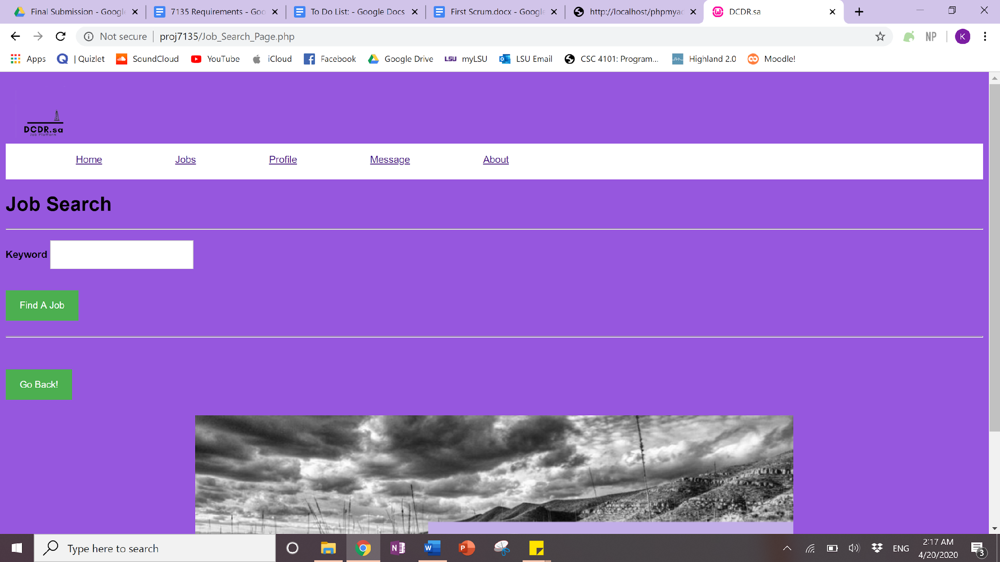 Final Submission - Googl
7135 Requirements - Goo
To Do List: - Google Docs
First Scrum.docx - Google
http://localhost/phpmyad
DCDR.sa
Not secure
proj7135/Job_Search_Page.php
NP
K
Apps
Q
| Quizlet
SoundCloud
YouTube
iCloud
Facebook
Google Drive
LSU
myLSU
LSU Email
CSC 4101: Program...
Highland 2.0
Moodle!
DCDR.sa
Job Platform
Home
Jobs
Profile
Message
About
Job Search
Keyword
Find A Job
Go Back!
Type here to search
N
W
P
ENG
2:17 AM
4/20/2020
3